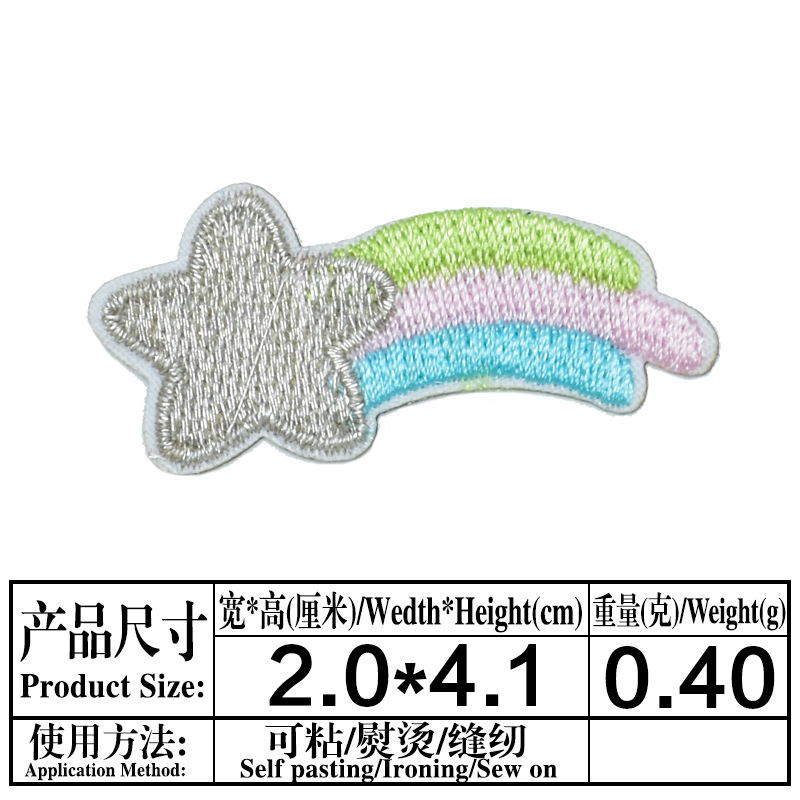 产品尺寸
Product Size:
宽*高(厘米)/Wedth*Height(cm)
重量(克)/Weight(g)
2.0*4.1
0.40
使用方法:
Application Method:
可粘/熨烫/缝纫
Self pasting/Ironing/Sew on